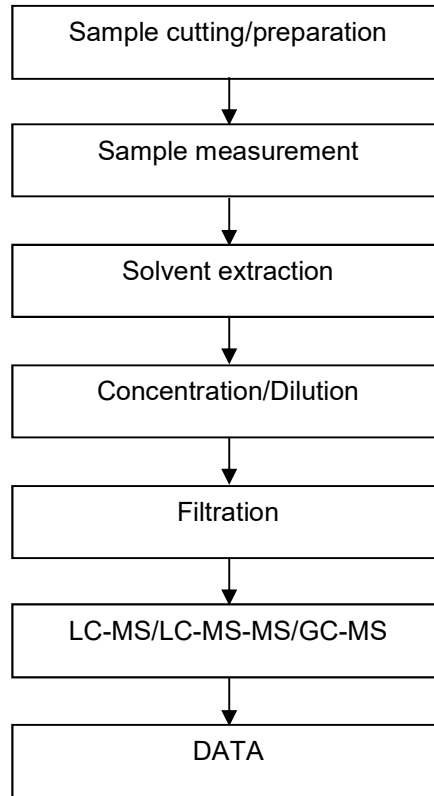 Sample cutting/preparation
Sample measurement
Solvent extraction
Concentration/Dilution
Filtration
LC-MS/LC-MS-MS/GC-MS
DATA